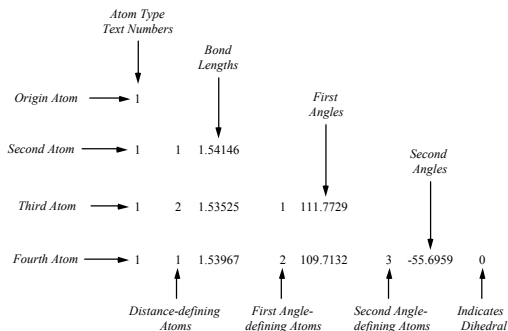 Atom Type
Text Numbers
Bond
Lengths
Origin Atom 1
First
Angles
Second Atom 1 1 1.54146
Second
Angles
Third Atom 1 2 1.53525 1 111.7729
Fourth Atom 1 1 1.53967 2 109.7132 3 -55.6959 0
Distance-defining
Atoms
First Angle-
defining Atoms
Second Angle-
defining Atoms
Indicates
Dihedral